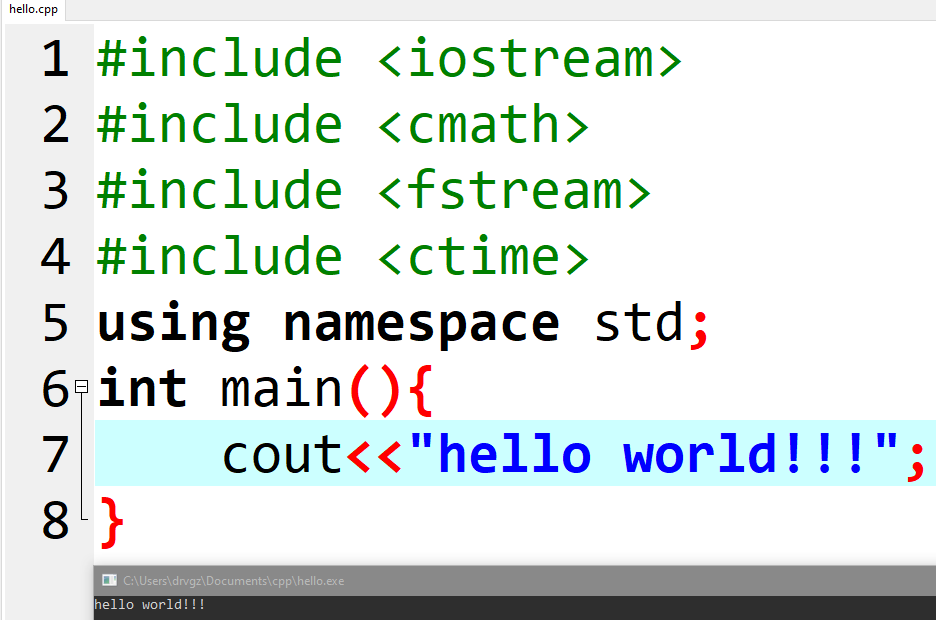 hello.cpp
1 #include <iostream>
2 #include <cmath>
3 #include <fstream>
4 #include <ctime>
5 using namespace std;
6 int main(){
7     cout<<"hello world!!!";
8 }
C:\Users\drvgz\Documents\cpp\hello.exe
hello world!!!